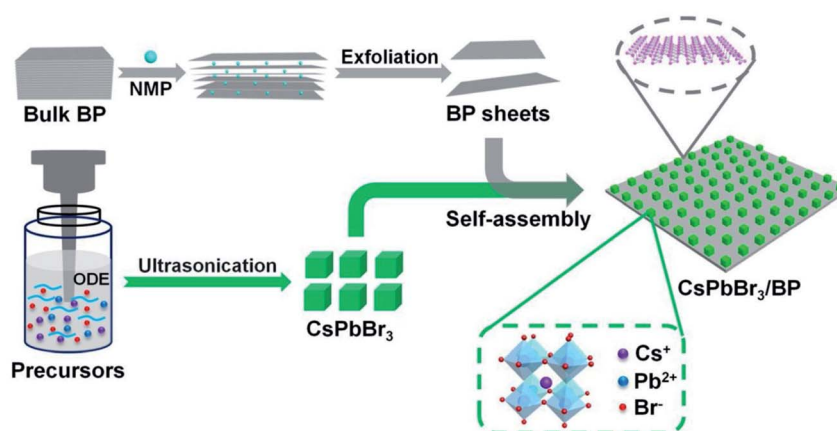 Bulk BP
NMP
Exfoliation
BP sheets
Self-assembly
ODE
Precursors
Ultrasonication
CsPbBr₃
CsPbBr₃/BP
Cs⁺
Pb²⁺
Br⁻